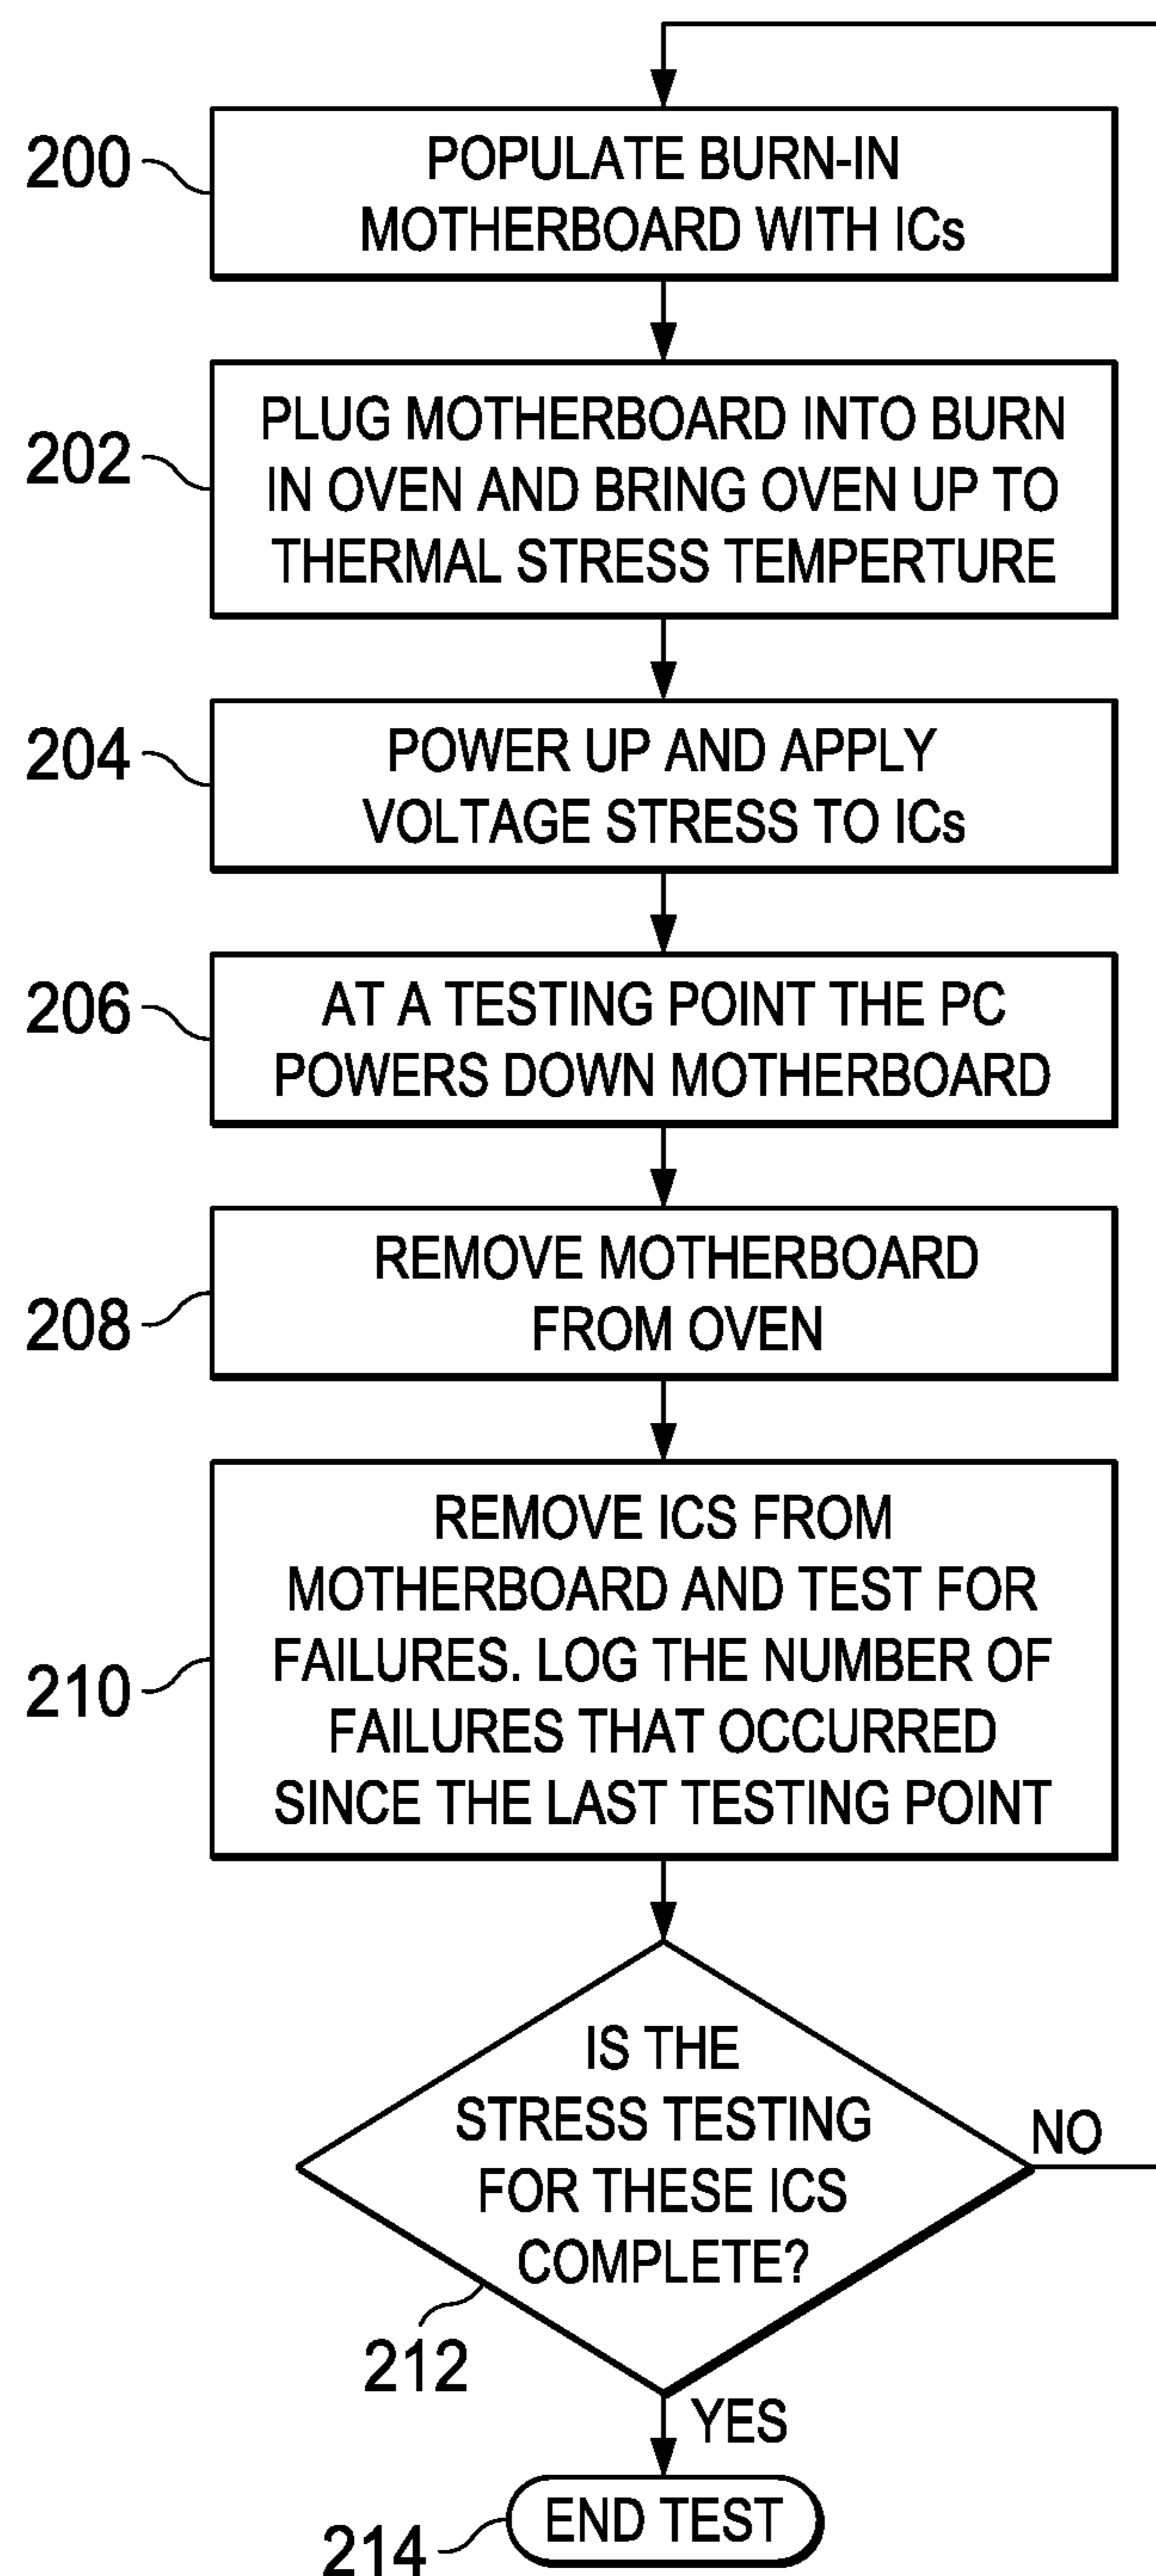 200
POPULATE BURN-IN
MOTHERBOARD WITH ICs
202
PLUG MOTHERBOARD INTO BURN
IN OVEN AND BRING OVEN UP TO
THERMAL STRESS TEMPERTURE
204
POWER UP AND APPLY
VOLTAGE STRESS TO ICs
206
AT A TESTING POINT THE PC
POWERS DOWN MOTHERBOARD
208
REMOVE MOTHERBOARD
FROM OVEN
210
REMOVE ICS FROM
MOTHERBOARD AND TEST FOR
FAILURES. LOG THE NUMBER OF
FAILURES THAT OCCURRED
SINCE THE LAST TESTING POINT
IS THE
STRESS TESTING
FOR THESE ICS
COMPLETE?
NO
212
YES
END TEST
214